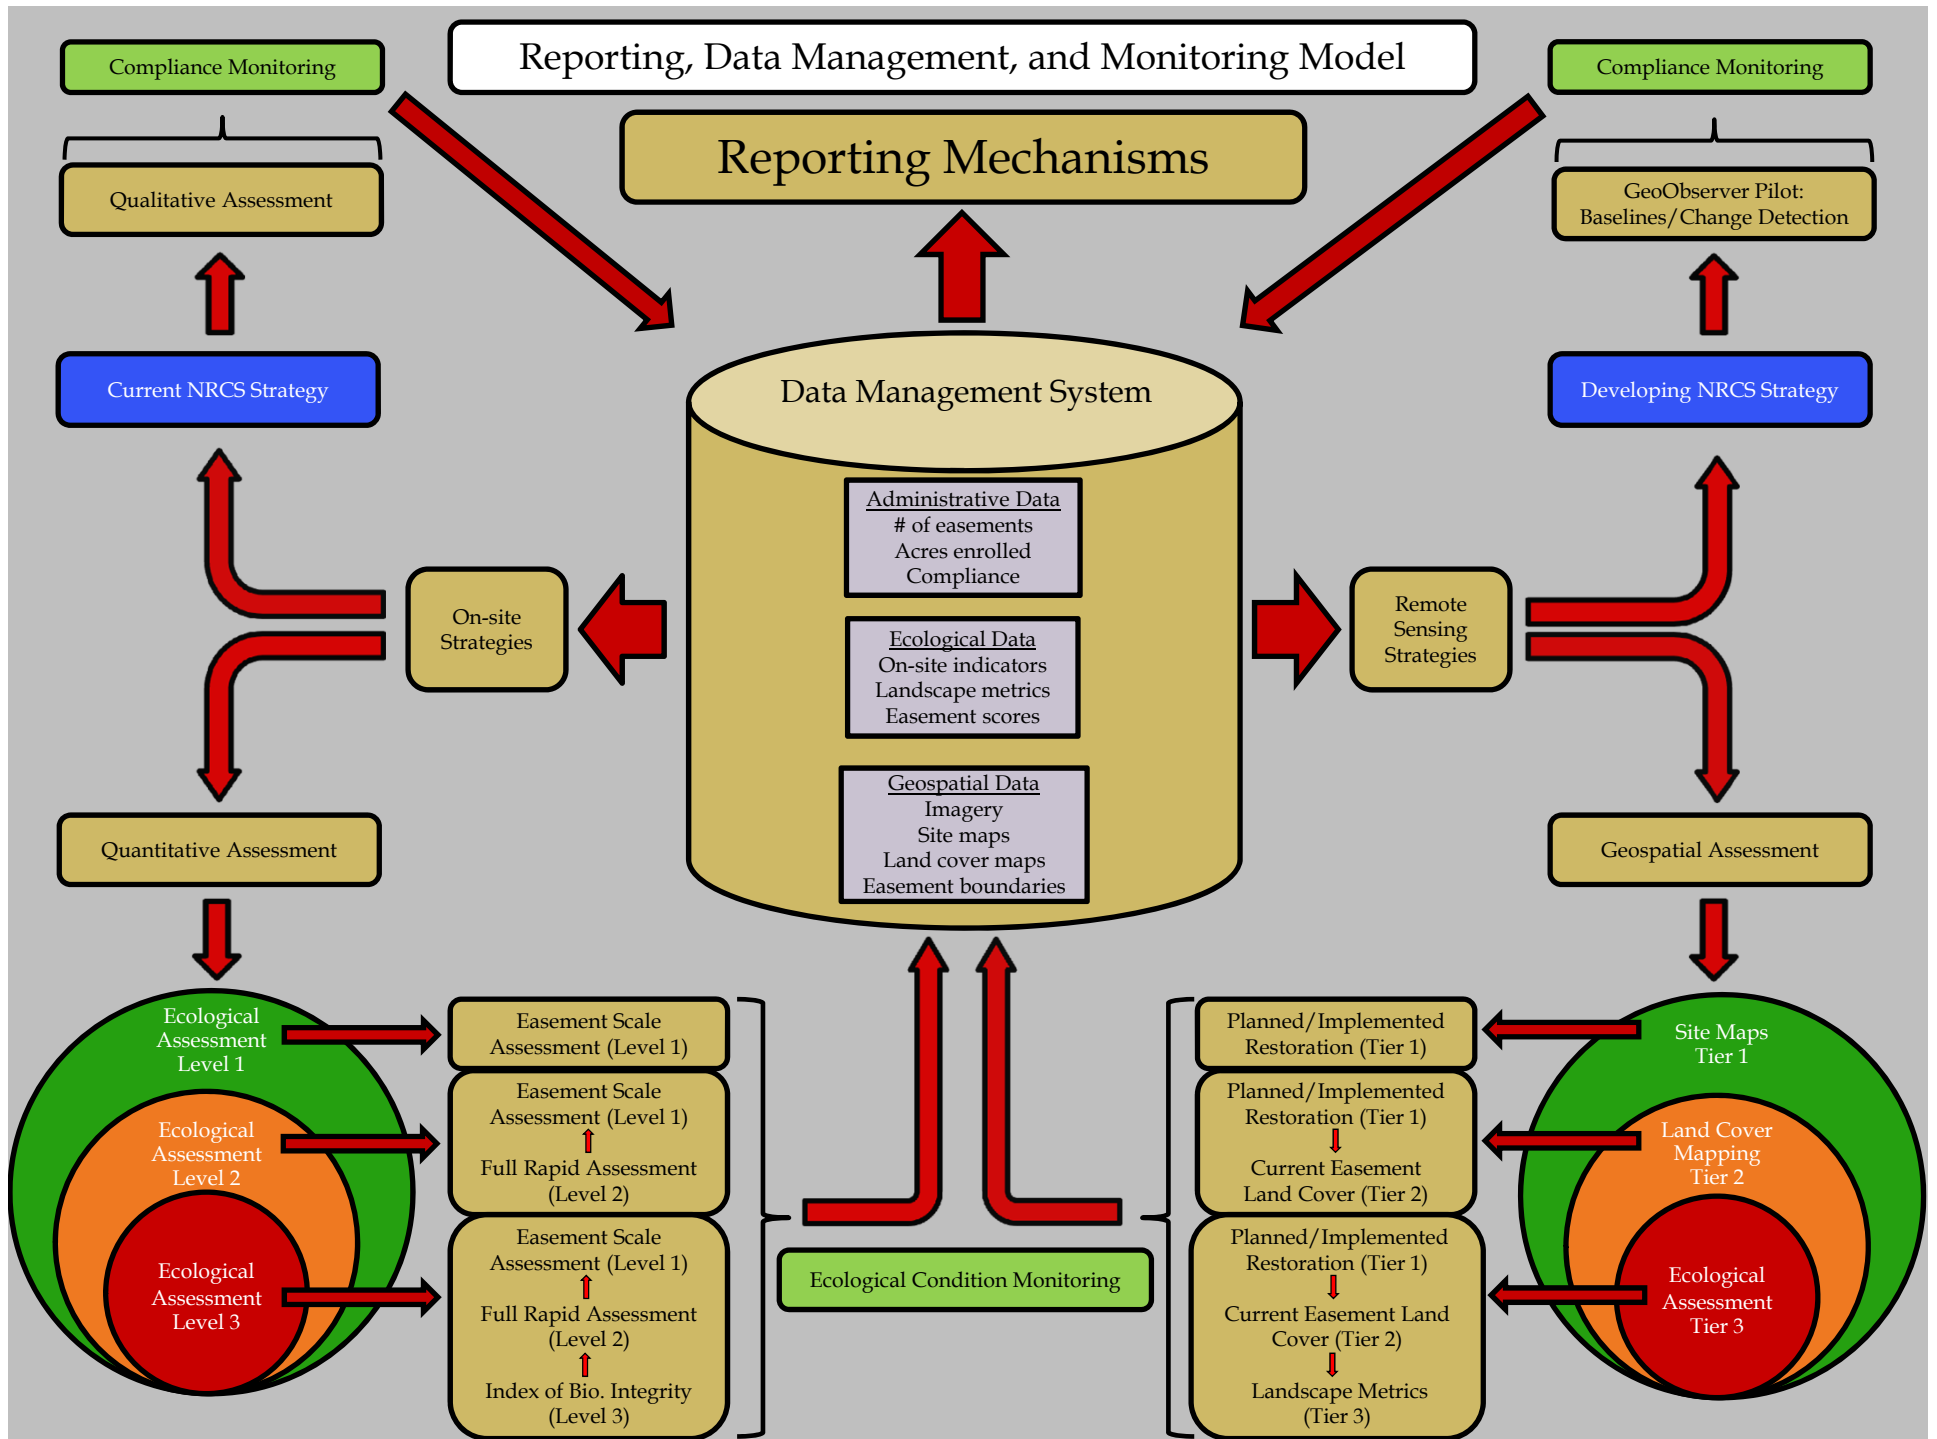 Reporting, Data Management, and Monitoring Model
Reporting Mechanisms
Compliance Monitoring
Qualitative Assessment
Current NRCS Strategy
On-site
Strategies
Quantitative Assessment
Ecological
Assessment
Level 1
Ecological
Assessment
Level 2
Ecological
Assessment
Level 3
Easement Scale
Assessment (Level 1)
Easement Scale
Assessment (Level 1)
Full Rapid Assessment
(Level 2)
Easement Scale
Assessment (Level 1)
Full Rapid Assessment
(Level 2)
Index of Bio. Integrity
(Level 3)
Data Management System
Administrative Data
# of easements
Acres enrolled
Compliance
Ecological Data
On-site indicators
Landscape metrics
Easement scores
Geospatial Data
Imagery
Site maps
Land cover maps
Easement boundaries
Ecological Condition Monitoring
Compliance Monitoring
GeoObserver Pilot:
Baselines/Change Detection
Developing NRCS Strategy
Remote
Sensing
Strategies
Geospatial Assessment
Planned/Implemented
Restoration (Tier 1)
Planned/Implemented
Restoration (Tier 1)
Current Easement
Land Cover (Tier 2)
Planned/Implemented
Restoration (Tier 1)
Current Easement Land
Cover (Tier 2)
Landscape Metrics
(Tier 3)
Site Maps
Tier 1
Land Cover
Mapping
Tier 2
Ecological
Assessment
Tier 3